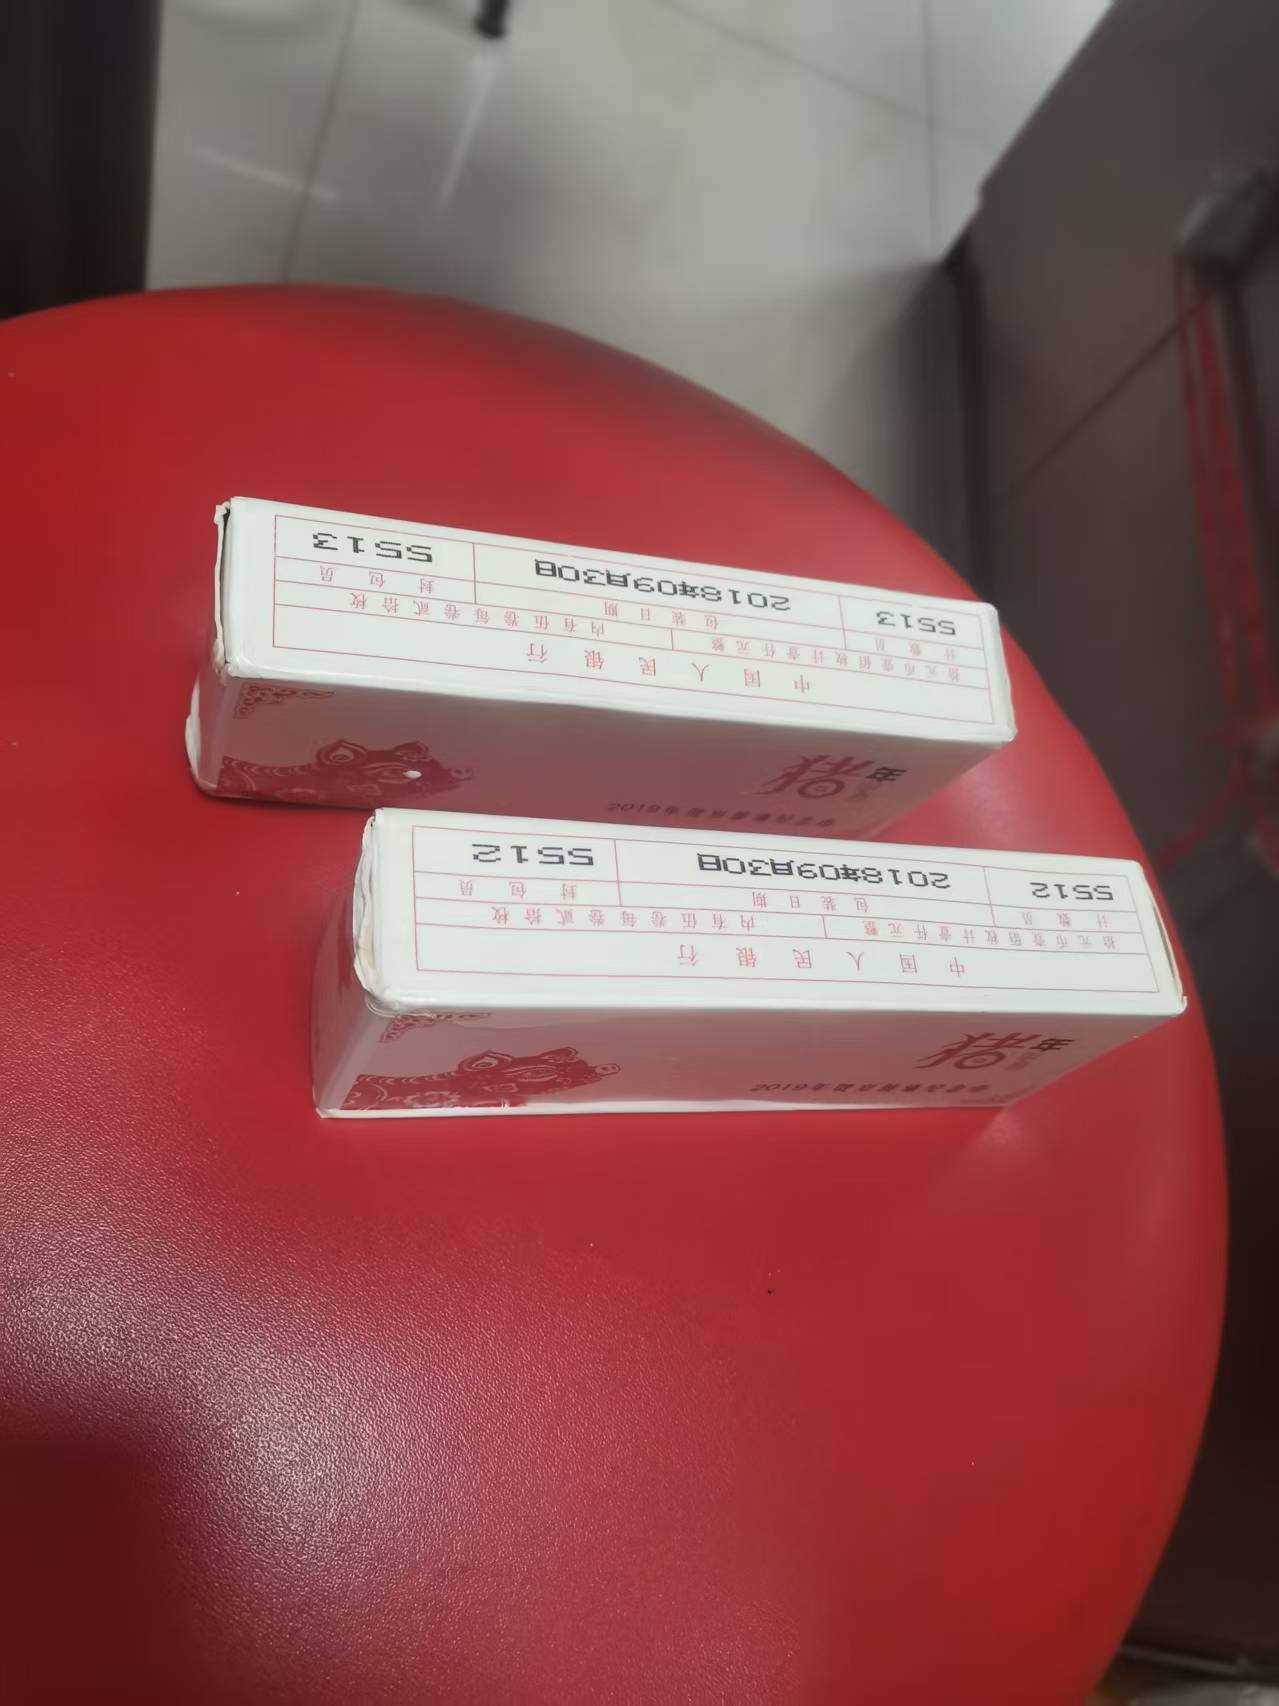 猪年
中国人民银行
拾元币壹佰枚计壹仟元整 内有伍卷每卷贰拾枚
计数员 包装日期 封包员
5512 2018年09月30日 5512
猪年
中国人民银行
拾元币壹佰枚计壹仟元整 内有伍卷每卷贰拾枚
计数员 包装日期 封包员
5513 2018年09月30日 5513